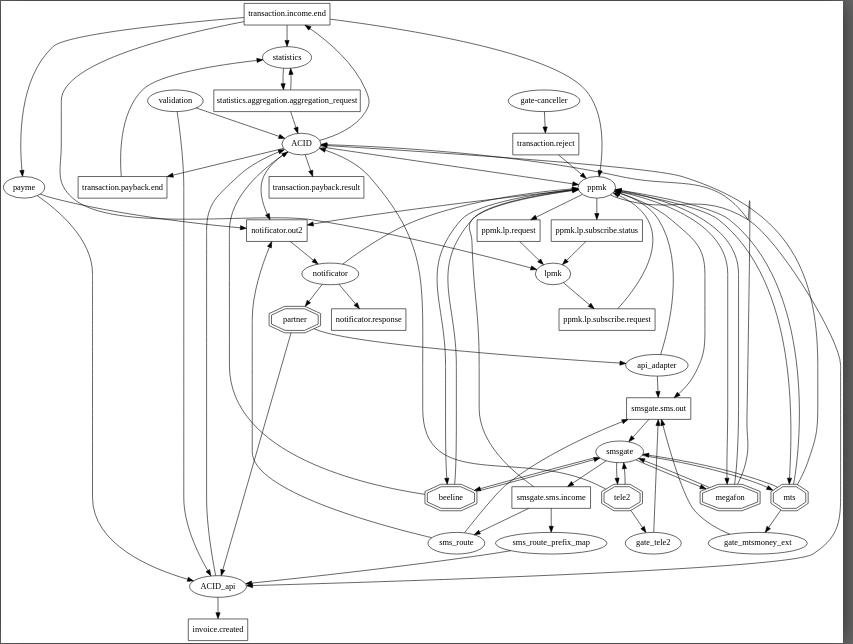 transaction.income.end
statistics
validation
statistics.aggregation.aggregation_request
gate-canceller
ACID
transaction.reject
payme
transaction.payback.end
transaction.payback.result
ppmk
notificator.out2
ppmk.lp.request
ppmk.lp.subscribe.status
notificator
lpmk
partner
notificator.response
ppmk.lp.subscribe.request
api_adapter
smsgate.sms.out
smsgate
beeline
smsgate.sms.income
tele2
megafon
mts
sms_route
sms_route_prefix_map
gate_tele2
gate_mtsmoney_ext
ACID_api
invoice.created